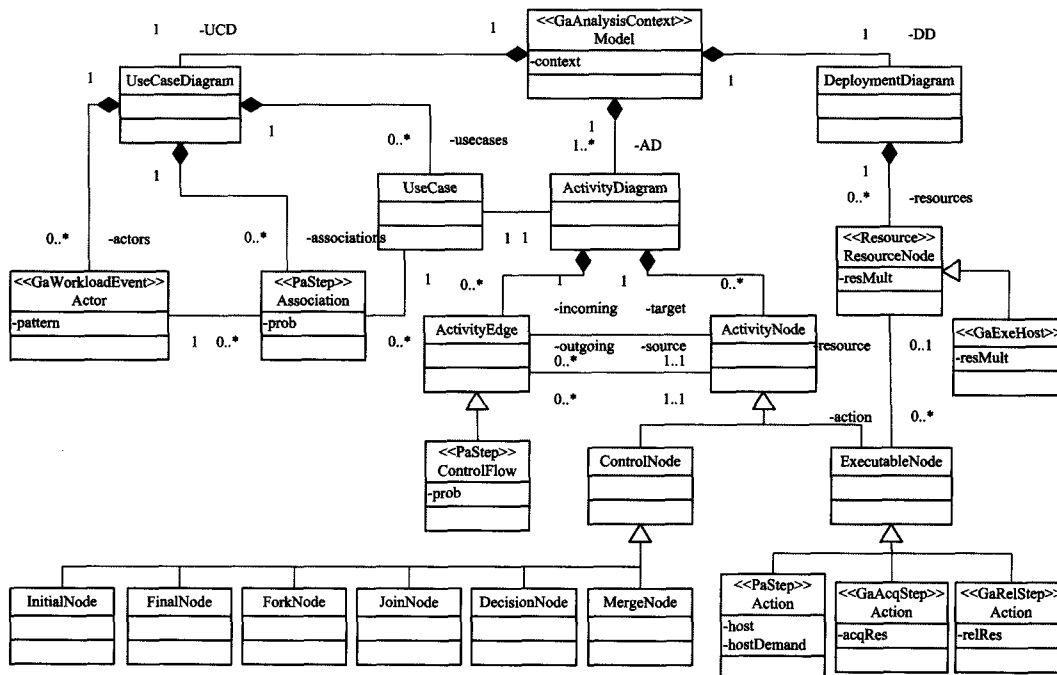 <<GaAnalysisContext>>
Model
-context
1 -UCD 1
1 -DD
1
UseCaseDiagram
1
1
1
DeploymentDiagram
1
1
1..* -AD
0..* -usecases
UseCase
ActivityDiagram
1 1
0..* -resources
<<Resource>>
ResourceNode
-resMult
0..* -actors
0..* -associations
<<GaWorkloadEvent>>
Actor
-pattern
<<PaStep>>
Association
-prob
1 0..*
1
0..*
0..* 1 1 0..*
-incoming -target
ActivityEdge
ActivityNode
-outgoing -source
0..* 1..1
0..* 1..1
-resource
0..1
<<GaExeHost>>
-resMult
0..*
-action
<<PaStep>>
ControlFlow
-prob
ControlNode
ExecutableNode
InitialNode
FinalNode
ForkNode
JoinNode
DecisionNode
MergeNode
<<PaStep>>
Action
-host
-hostDemand
<<GaAcqStep>>
Action
-acqRes
<<GaRelStep>>
Action
-relRes